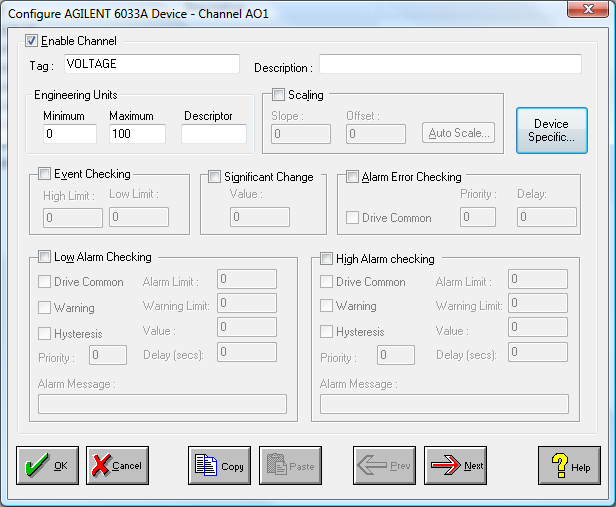 Configure AGILENT 6033A Device - Channel AO1
Enable Channel
Tag : VOLTAGE Description :
Engineering Units Scaling
Minimum Maximum Descriptor Slope : Offset :
0 100 0 0 Auto Scale... Device Specific...
Event Checking Significant Change Alarm Error Checking
High Limit : Low Limit : Value : Priority : Delay:
0 0 0 Drive Common 0 0
Low Alarm Checking High Alarm checking
Drive Common Alarm Limit : 0 Drive Common Alarm Limit : 0
Warning Warning Limit: 0 Warning Warning Limit: 0
Hysteresis Value : 0 Hysteresis Value : 0
Priority : 0 Delay (secs): 0 Priority : 0 Delay (secs): 0
Alarm Message : Alarm Message :
OK Cancel Copy Paste Prev Next Help